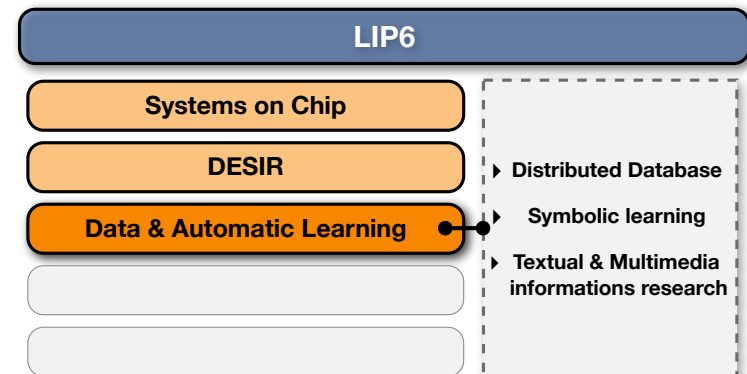 LIP6
Systems on Chip
DESIR
Data & Automatic Learning
Distributed Database
Symbolic learning
Textual & Multimedia
informations research